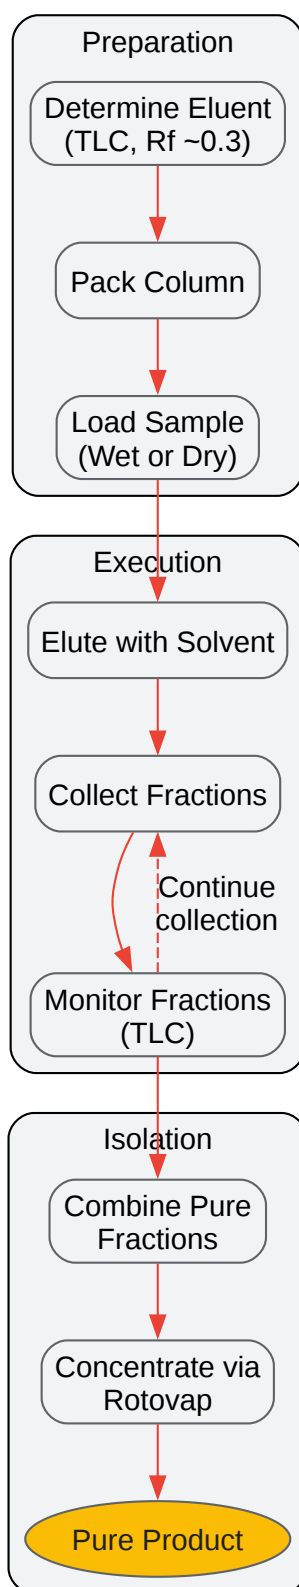 Preparation
Determine Eluent
(TLC, Rf ~0.3)
Pack Column
Load Sample
(Wet or Dry)
Execution
Elute with Solvent
Collect Fractions
Continue
collection
Monitor Fractions
(TLC)
Isolation
Combine Pure
Fractions
Concentrate via
Rotovap
Pure Product